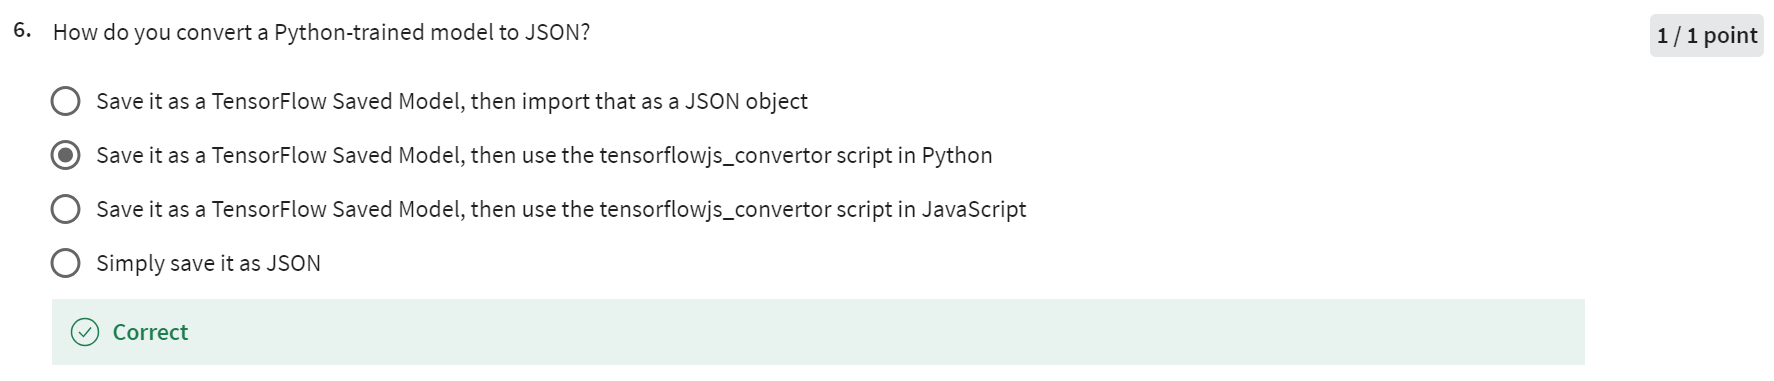 6. How do you convert a Python-trained model to JSON?
1 / 1 point
Save it as a TensorFlow Saved Model, then import that as a JSON object
Save it as a TensorFlow Saved Model, then use the tensorflowjs_convertor script in Python
Save it as a TensorFlow Saved Model, then use the tensorflowjs_convertor script in JavaScript
Simply save it as JSON
Correct